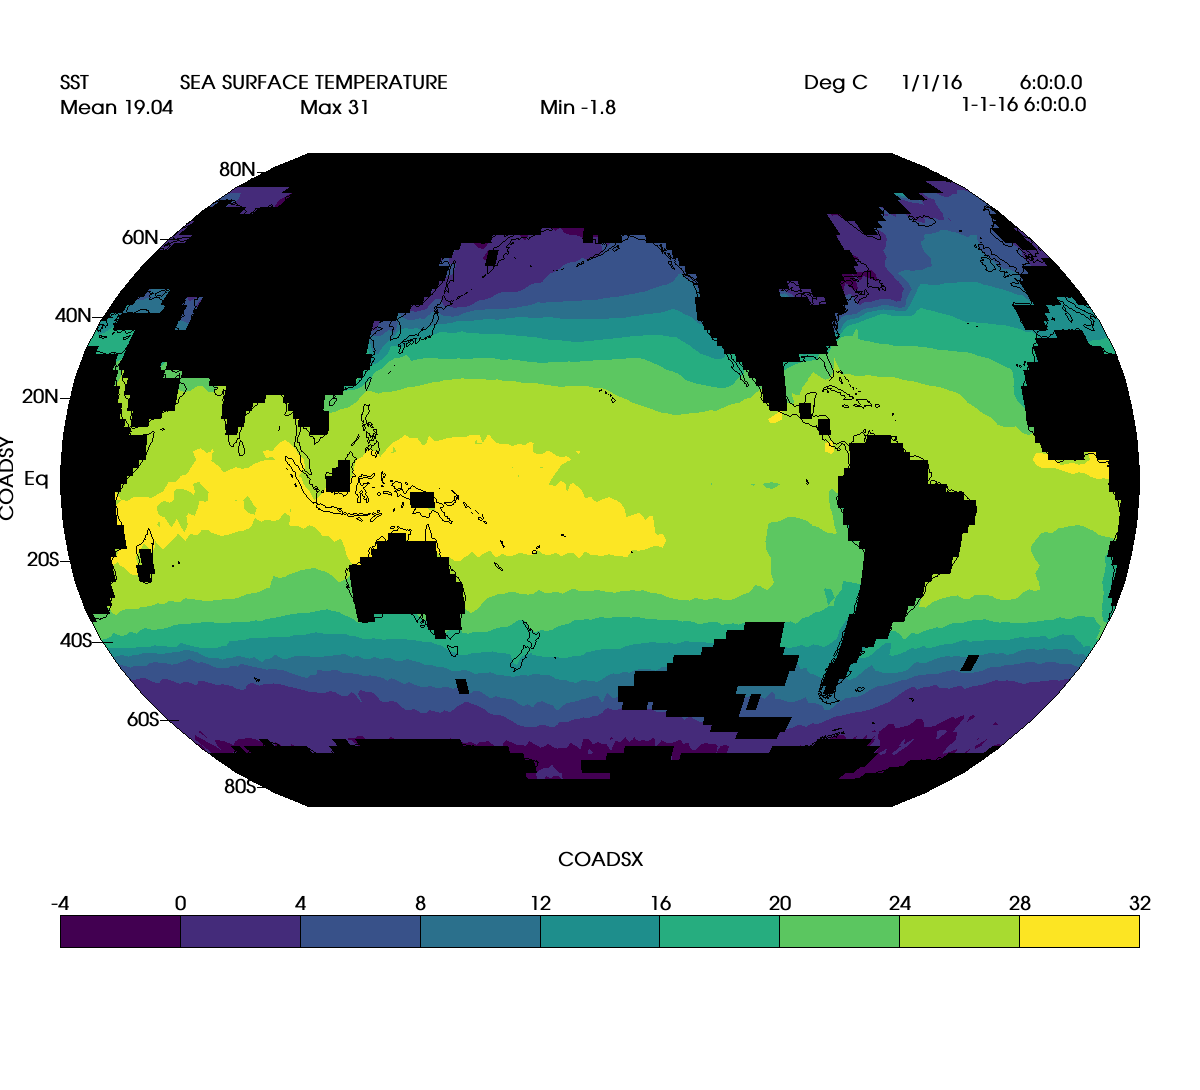 SST SEA SURFACE TEMPERATURE Deg C 1/1/16 6:0:0.0
Mean 19.04 Max 31 Min -1.8 1-1-16 6:0:0.0
80N
60N
40N
20N
Eq
20S
40S
60S
80S
COADSY
COADSX
-4 0 4 8 12 16 20 24 28 32